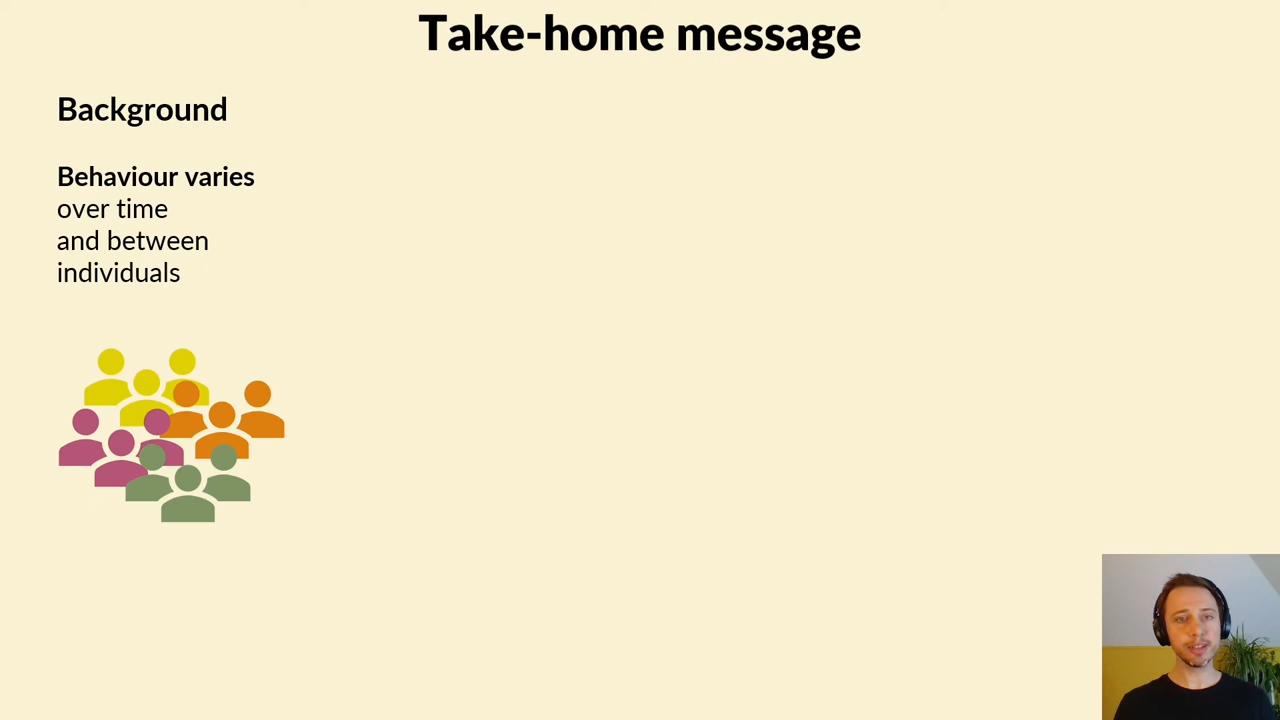 Take-home message
Background
Behaviour varies
over time
and between
individuals